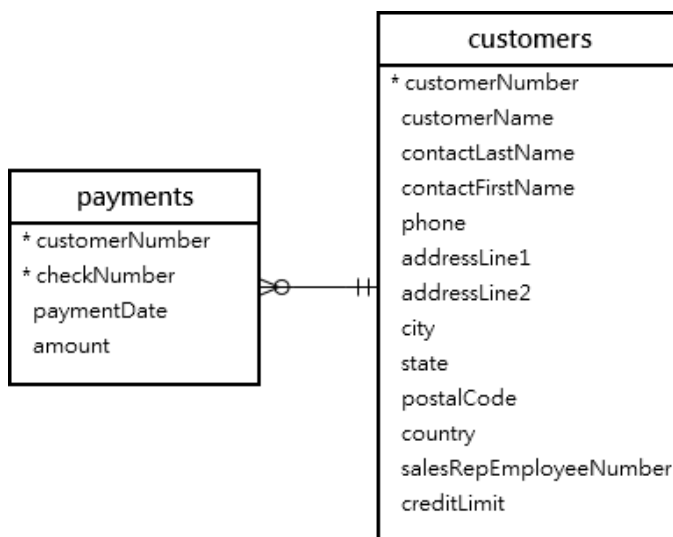 payments
* customerNumber
* checkNumber
paymentDate
amount
customers
* customerNumber
customerName
contactLastName
contactFirstName
phone
addressLine1
addressLine2
city
state
postalCode
country
salesRepEmployeeNumber
creditLimit